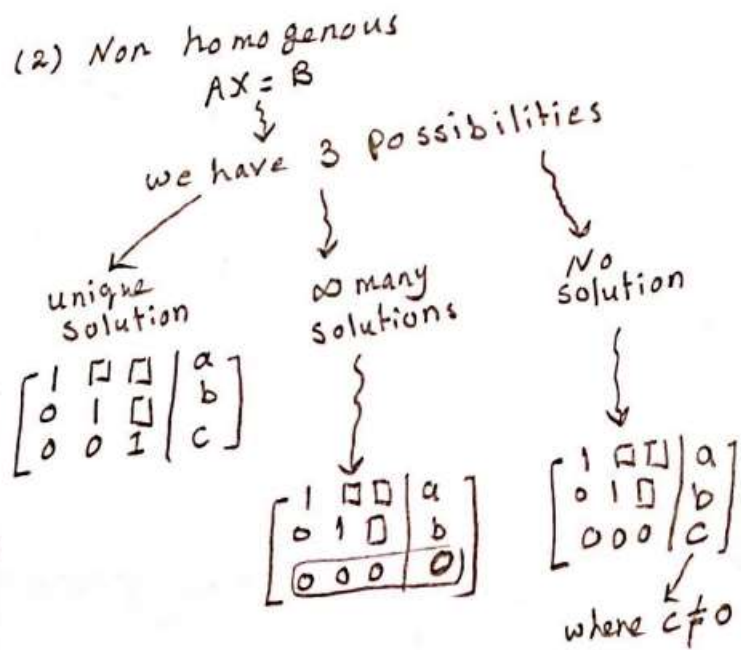 (2) Non homogenous
AX = B
we have 3 possibilities
unique solution
[ 1 □ □ | a ]
[ 0 1 □ | b ]
[ 0 0 1 | c ]
∞ many solutions
[ 1 □ □ | a ]
[ 0 1 □ | b ]
[ 0 0 0 | 0 ]
No solution
[ 1 □ □ | a ]
[ 0 1 □ | b ]
[ 0 0 0 | c ]
where c ≠ 0